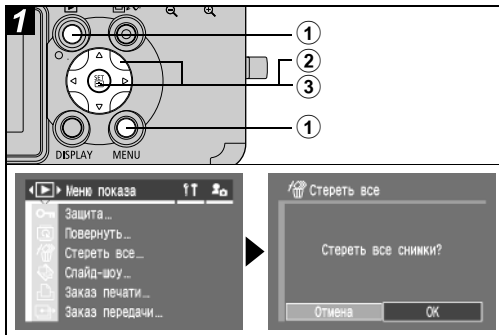 1
1
2
3
1
SET
DISPLAY MENU
Меню показа
Защита…
Повернуть…
Стереть все…
Слайд-шоу…
Заказ печати…
Заказ передачи…
Стереть все
Стереть все снимки?
Отмена OK